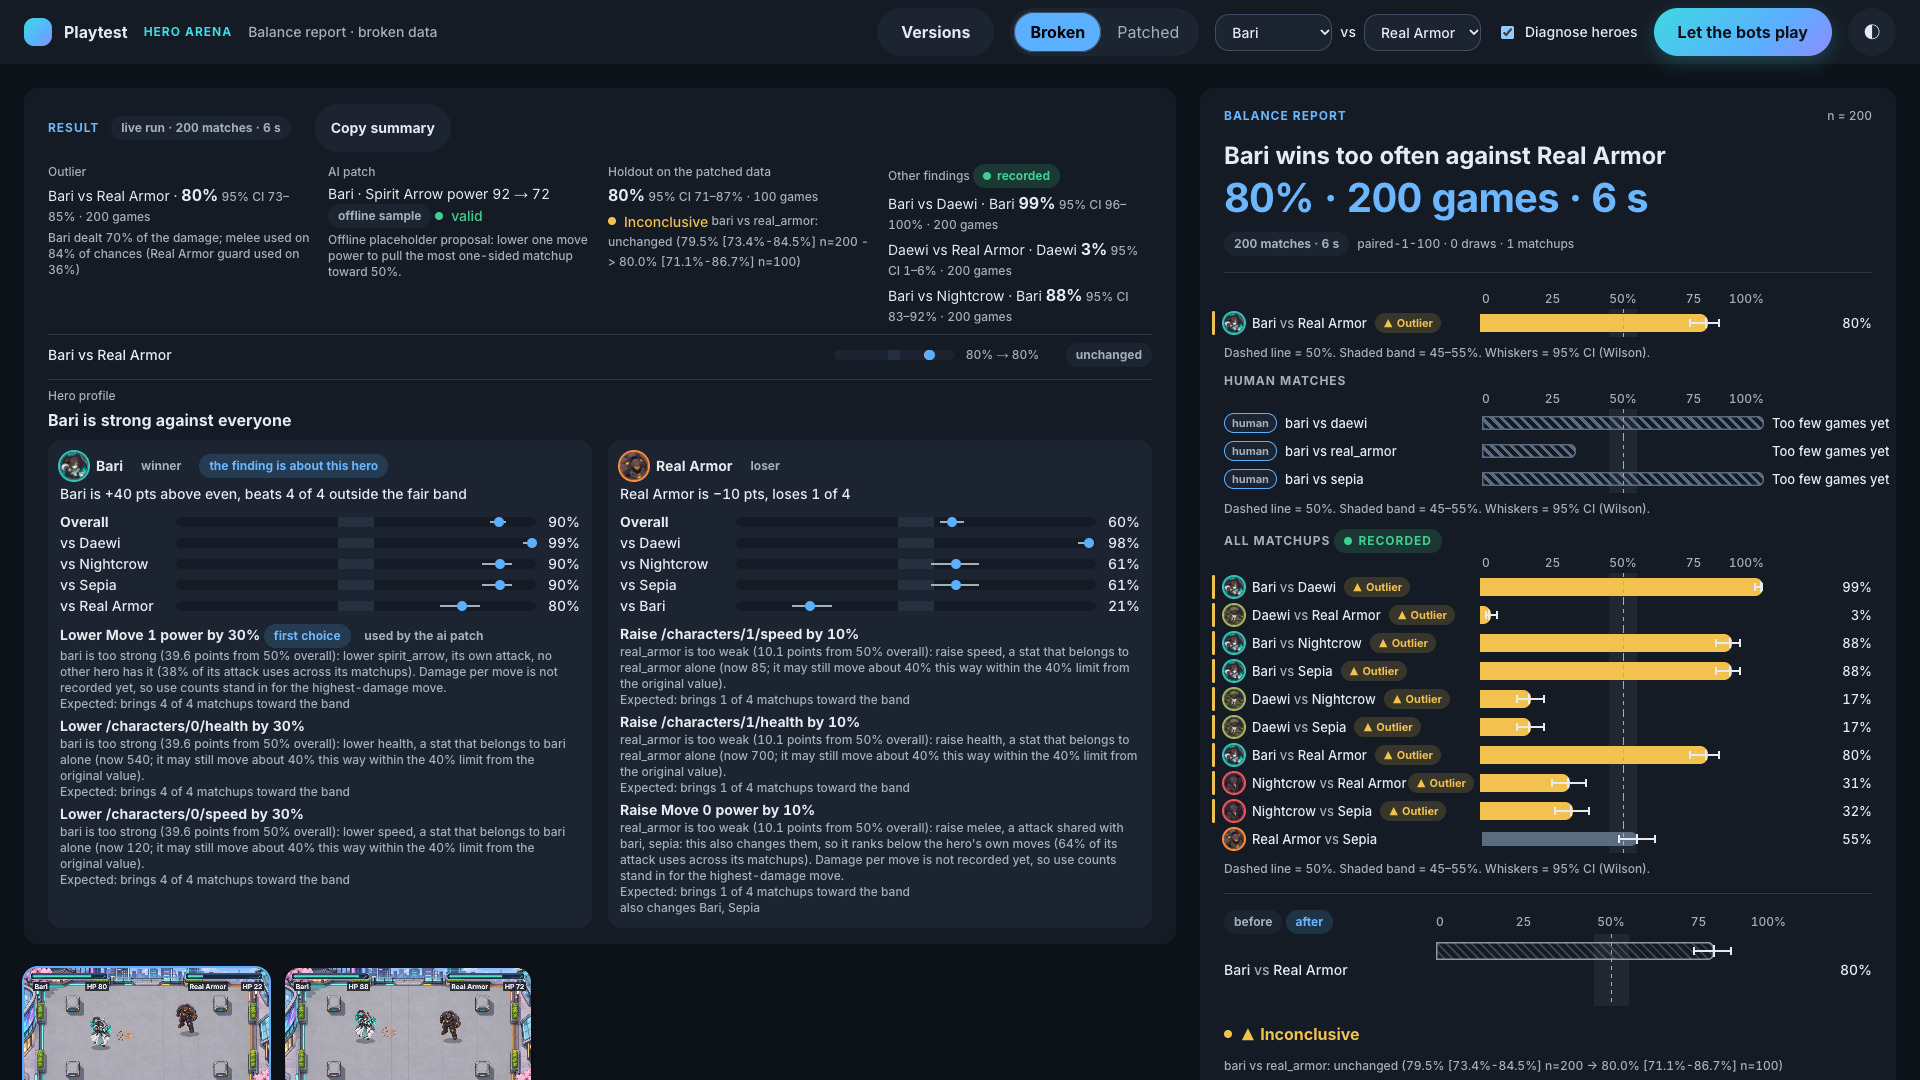 Playtest HERO ARENA Balance report · broken data
Versions Broken Patched Bari vs Real Armor Diagnose heroes Let the bots play
RESULT live run · 200 matches · 6 s Copy summary
Outlier
Bari vs Real Armor · 80% 95% CI 73–
85% · 200 games
Bari dealt 70% of the damage; melee used on
84% of chances (Real Armor guard used on
36%)
AI patch
Bari · Spirit Arrow power 92 → 72
offline sample valid
Offline placeholder proposal: lower one move
power to pull the most one-sided matchup
toward 50%.
Holdout on the patched data
80% 95% CI 71–87% · 100 games
Inconclusive bari vs real_armor:
unchanged (79.5% [73.4%-84.5%] n=200 -
> 80.0% [71.1%-86.7%] n=100)
Other findings recorded
Bari vs Daewi · Bari 99% 95% CI 96–
100% · 200 games
Daewi vs Real Armor · Daewi 3% 95%
CI 1–6% · 200 games
Bari vs Nightcrow · Bari 88% 95% CI
83–92% · 200 games
Bari vs Real Armor 80% → 80% unchanged
Hero profile
Bari is strong against everyone
Bari winner the finding is about this hero
Bari is +40 pts above even, beats 4 of 4 outside the fair band
Overall 90%
vs Daewi 99%
vs Nightcrow 90%
vs Sepia 90%
vs Real Armor 80%
Lower Move 1 power by 30% first choice used by the ai patch
bari is too strong (39.6 points from 50% overall): lower spirit_arrow, its own attack, no
other hero has it (38% of its attack uses across its matchups). Damage per move is not
recorded yet, so use counts stand in for the highest-damage move.
Expected: brings 4 of 4 matchups toward the band
Lower /characters/0/health by 30%
bari is too strong (39.6 points from 50% overall): lower health, a stat that belongs to bari
alone (now 540; it may still move about 40% this way within the 40% limit from the
original value).
Expected: brings 4 of 4 matchups toward the band
Lower /characters/0/speed by 30%
bari is too strong (39.6 points from 50% overall): lower speed, a stat that belongs to bari
alone (now 120; it may still move about 40% this way within the 40% limit from the
original value).
Expected: brings 4 of 4 matchups toward the band
Real Armor loser
Real Armor is −10 pts, loses 1 of 4
Overall 60%
vs Daewi 98%
vs Nightcrow 61%
vs Sepia 61%
vs Bari 21%
Raise /characters/1/speed by 10%
real_armor is too weak (10.1 points from 50% overall): raise speed, a stat that belongs to
real_armor alone (now 85; it may still move about 40% this way within the 40% limit from
the original value).
Expected: brings 1 of 4 matchups toward the band
Raise /characters/1/health by 10%
real_armor is too weak (10.1 points from 50% overall): raise health, a stat that belongs to
real_armor alone (now 700; it may still move about 40% this way within the 40% limit from
the original value).
Expected: brings 1 of 4 matchups toward the band
Raise Move 0 power by 10%
real_armor is too weak (10.1 points from 50% overall): raise melee, a attack shared with
bari, sepia: this also changes them, so it ranks below the hero's own moves (64% of its
attack uses across its matchups). Damage per move is not recorded yet, so use counts
stand in for the highest-damage move.
Expected: brings 1 of 4 matchups toward the band
also changes Bari, Sepia
Bari HP 80 Real Armor HP 22
Bari HP 88 Real Armor HP 72
BALANCE REPORT n = 200
Bari wins too often against Real Armor
80% · 200 games · 6 s
200 matches · 6 s paired-1-100 · 0 draws · 1 matchups
0 25 50% 75 100%
Bari vs Real Armor ▲ Outlier 80%
Dashed line = 50%. Shaded band = 45–55%. Whiskers = 95% CI (Wilson).
HUMAN MATCHES
0 25 50% 75 100%
human bari vs daewi Too few games yet
human bari vs real_armor Too few games yet
human bari vs sepia Too few games yet
Dashed line = 50%. Shaded band = 45–55%. Whiskers = 95% CI (Wilson).
ALL MATCHUPS RECORDED
0 25 50% 75 100%
Bari vs Daewi ▲ Outlier 99%
Daewi vs Real Armor ▲ Outlier 3%
Bari vs Nightcrow ▲ Outlier 88%
Bari vs Sepia ▲ Outlier 88%
Daewi vs Nightcrow ▲ Outlier 17%
Daewi vs Sepia ▲ Outlier 17%
Bari vs Real Armor ▲ Outlier 80%
Nightcrow vs Real Armor ▲ Outlier 31%
Nightcrow vs Sepia ▲ Outlier 32%
Real Armor vs Sepia 55%
Dashed line = 50%. Shaded band = 45–55%. Whiskers = 95% CI (Wilson).
before after 0 25 50% 75 100%
Bari vs Real Armor 80%
▲ Inconclusive
bari vs real_armor: unchanged (79.5% [73.4%-84.5%] n=200 → 80.0% [71.1%-86.7%] n=100)